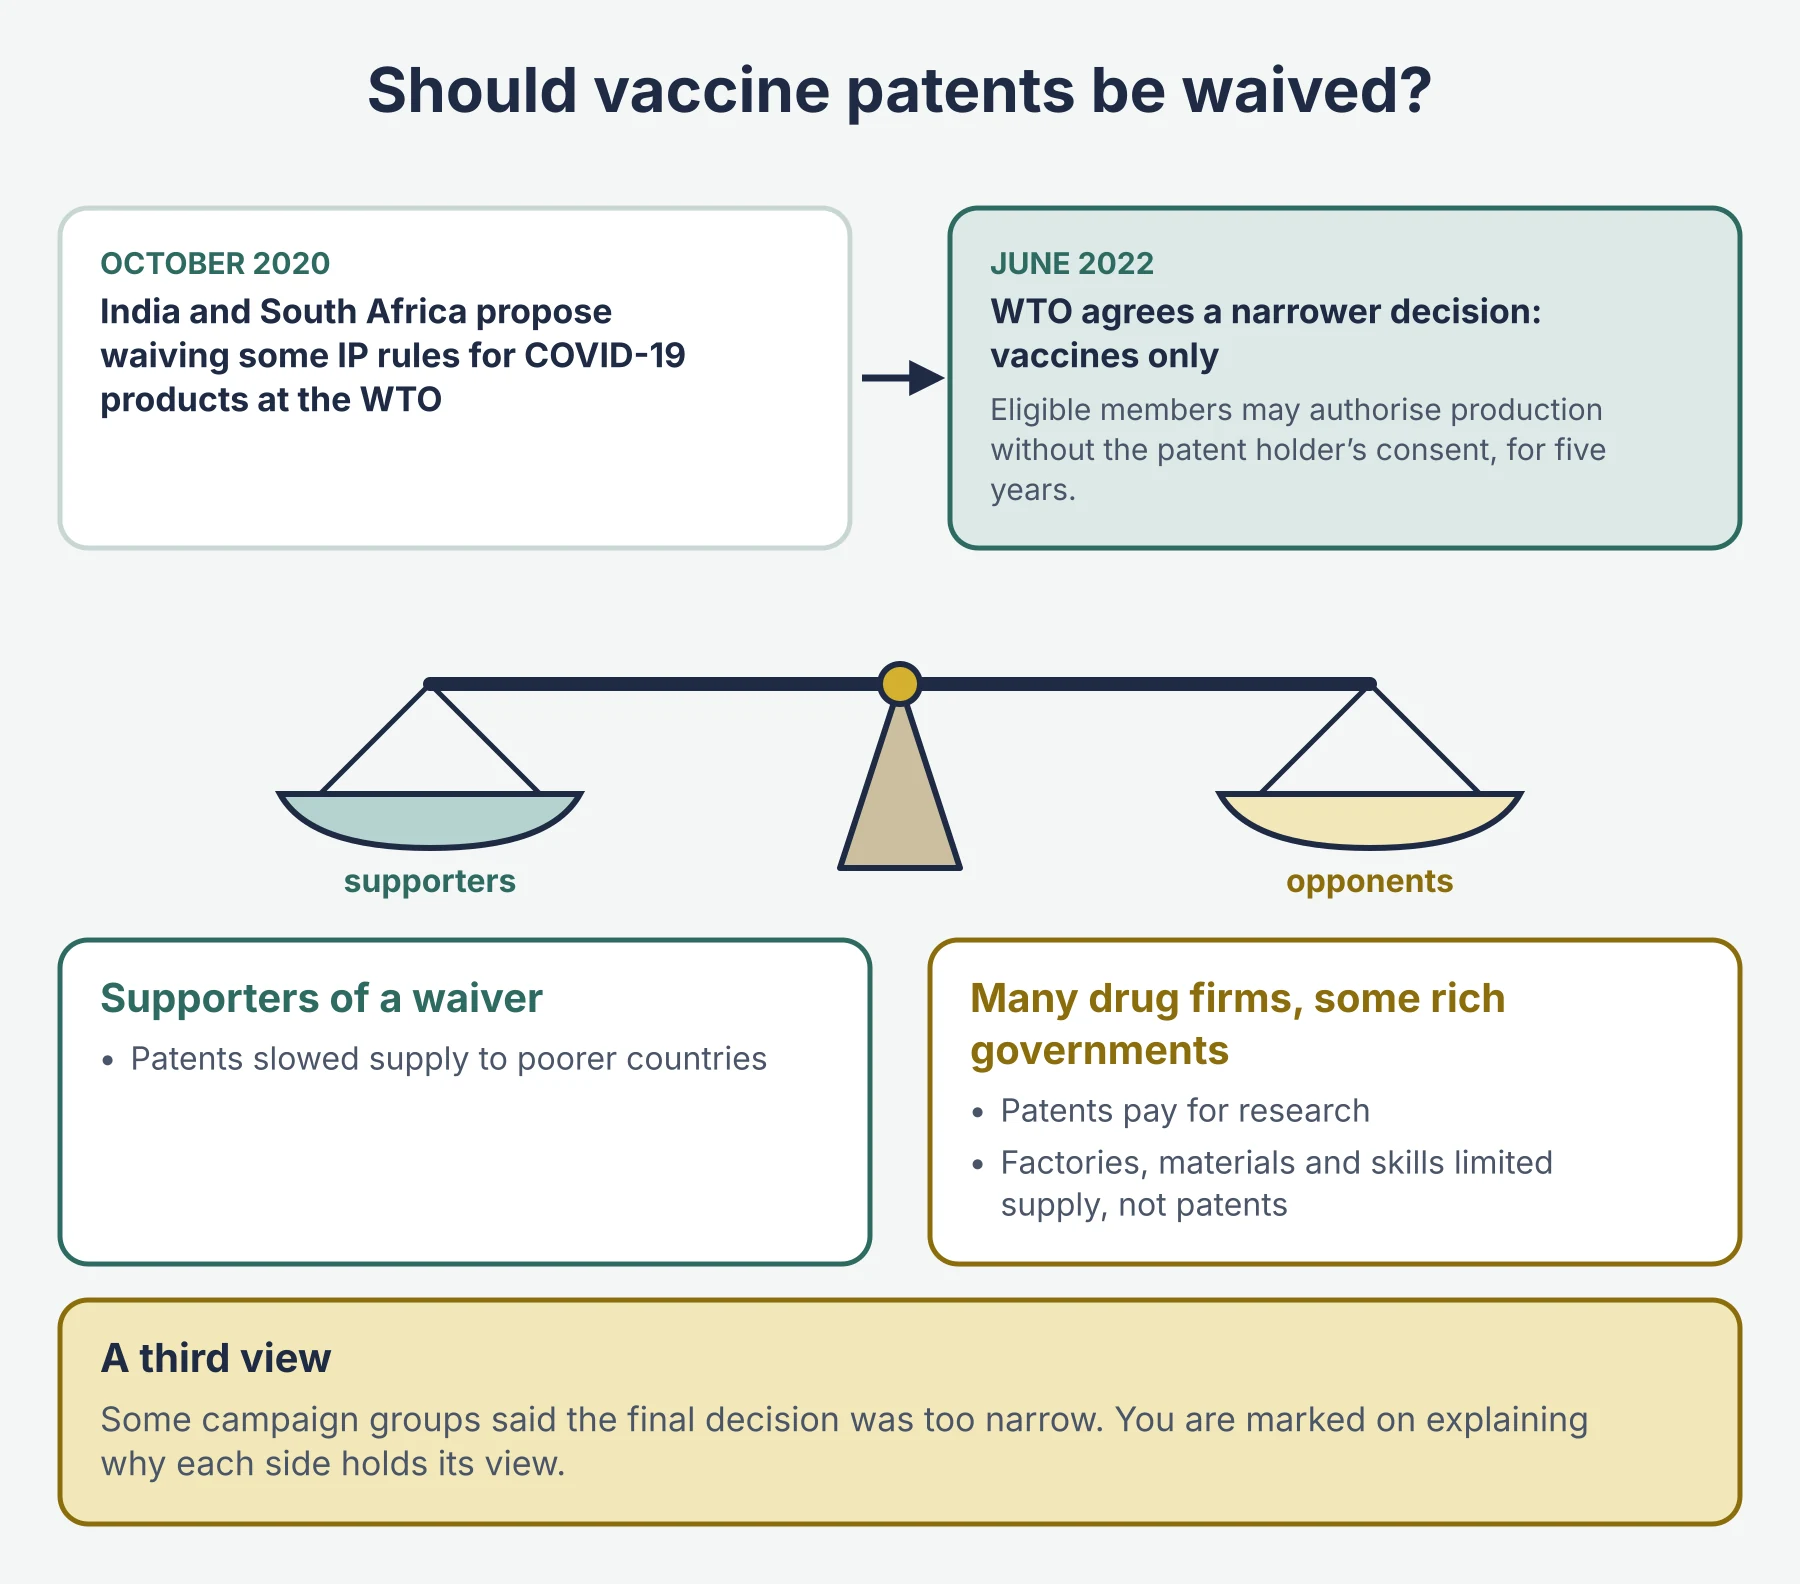 Should vaccine patents be waived?
OCTOBER 2020
India and South Africa propose
waiving some IP rules for COVID-19
products at the WTO
JUNE 2022
WTO agrees a narrower decision:
vaccines only
Eligible members may authorise production
without the patent holder’s consent, for five
years.
supporters
opponents
Supporters of a waiver
• Patents slowed supply to poorer countries
Many drug firms, some rich
governments
• Patents pay for research
• Factories, materials and skills limited
supply, not patents
A third view
Some campaign groups said the final decision was too narrow. You are marked on explaining
why each side holds its view.